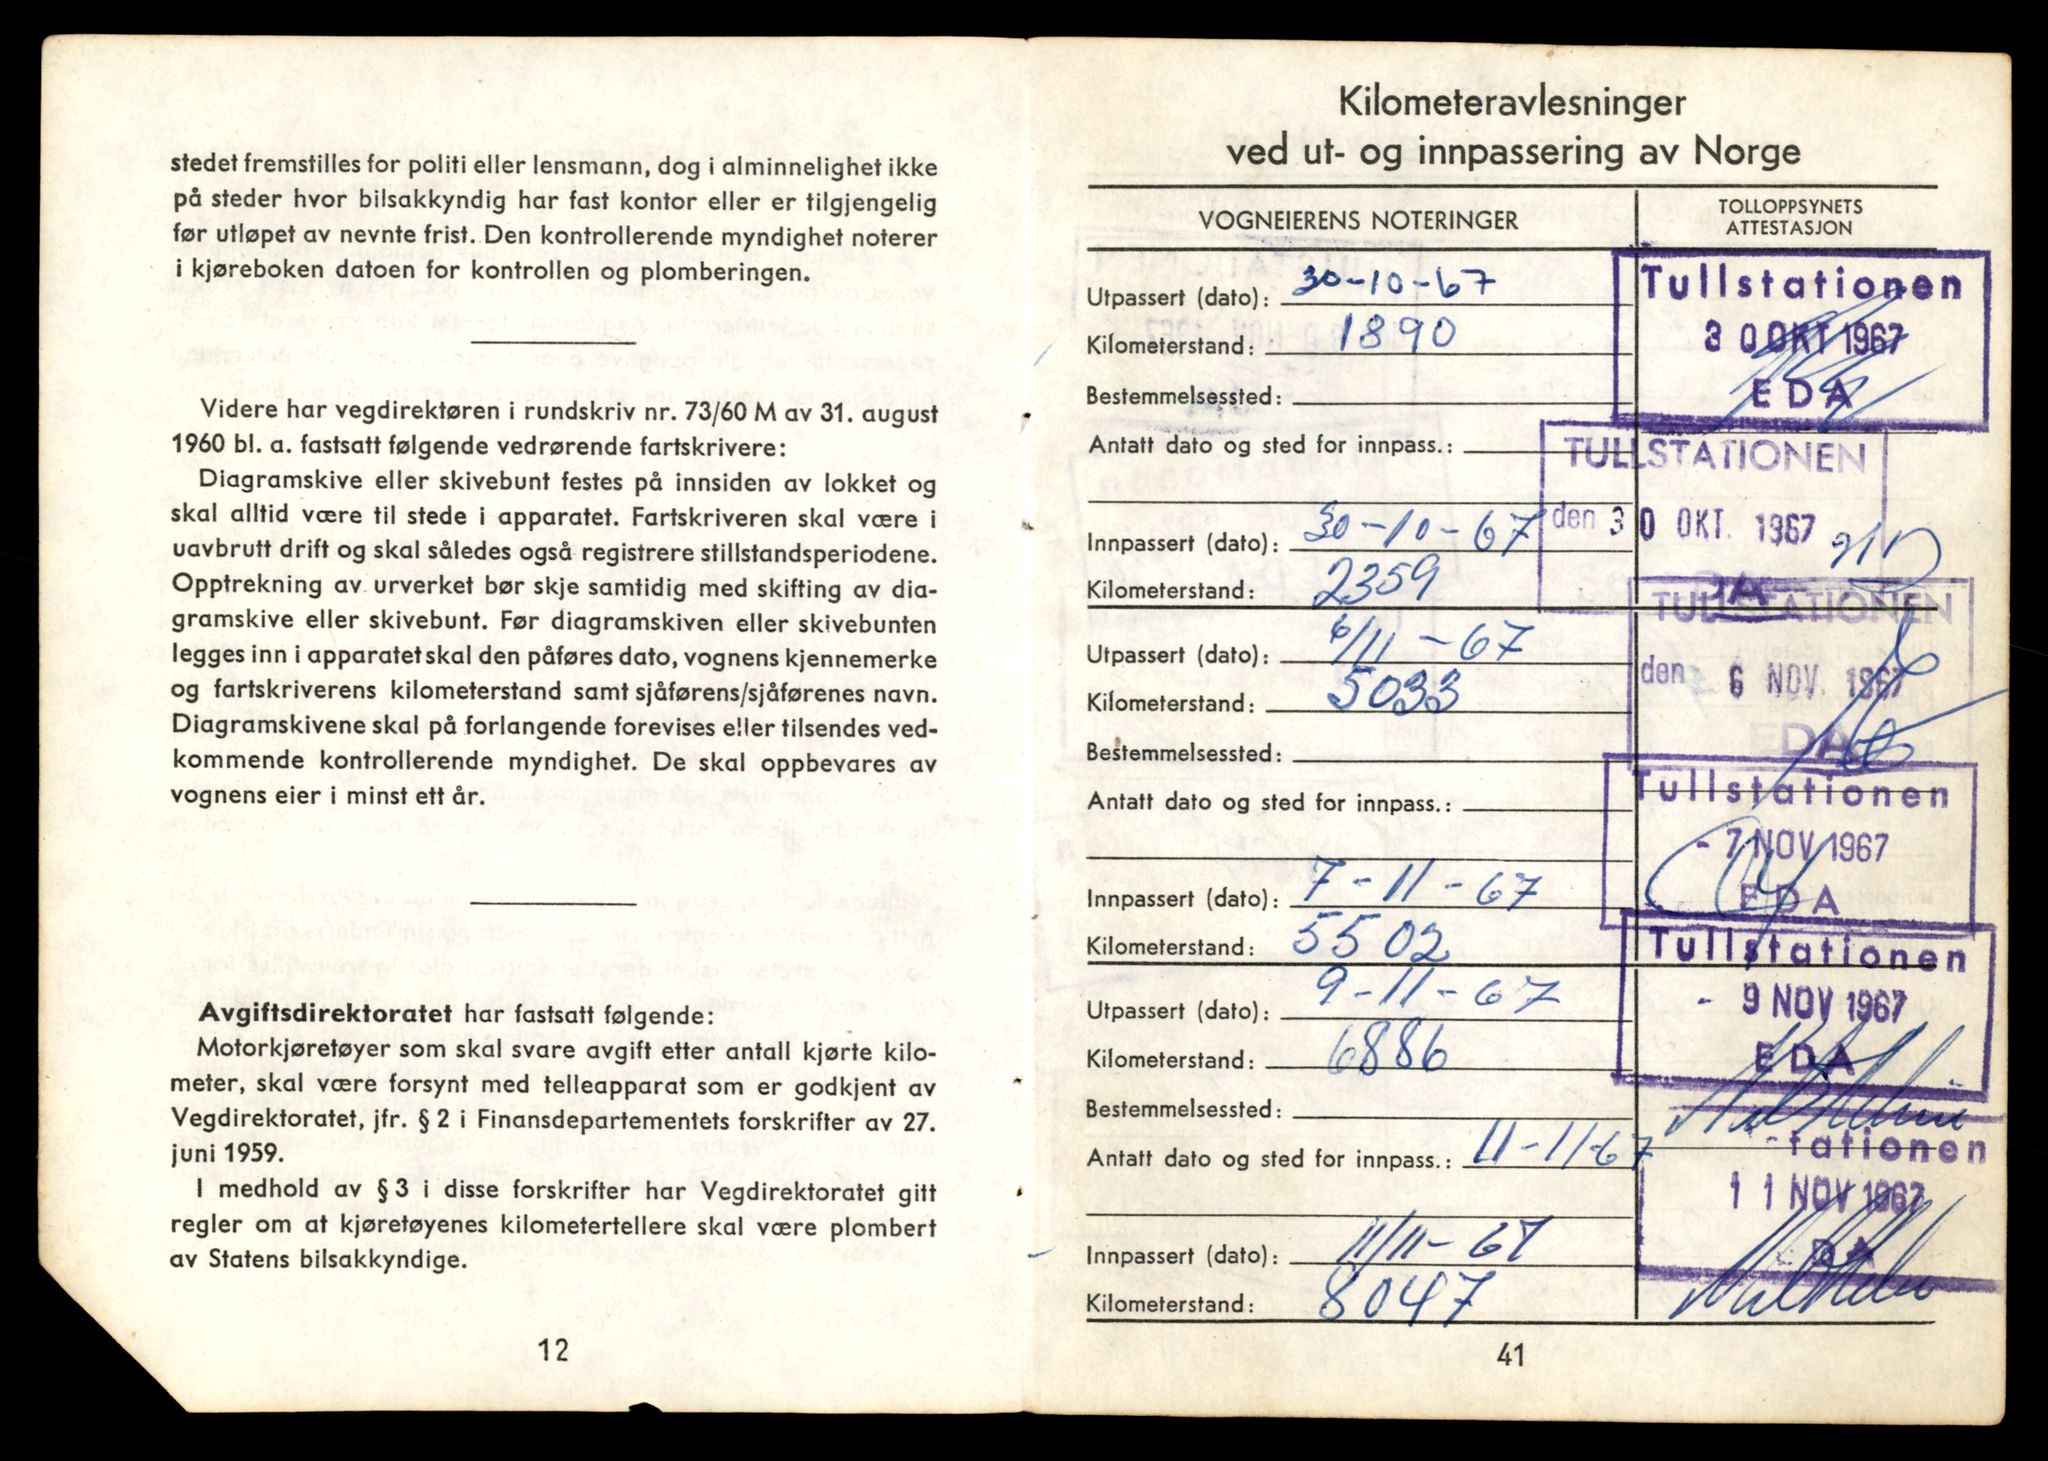 stedet fremstilles for politi eller lensmann, dog i alminnelighet ikke
på steder hvor bilsakkyndig har fast kontor eller er tilgjengelig
før utløpet av nevnte frist. Den kontrollerende myndighet noterer
i kjøreboken datoen for kontrollen og plomberingen.
Videre har vegdirektøren i rundskriv nr. 73/60 M av 31. august
1960 bl. a. fastsatt følgende vedrørende fartskrivere:
Diagramskive eller skivebunt festes på innsiden av lokket og
skal alltid være til stede i apparatet. Fartskriveren skal være i
uavbrutt drift og skal således også registrere stillstandsperiodene.
Opptrekning av urverket bør skje samtidig med skifting av dia-
gramskive eller skivebunt. Før diagramskiven eller skivebunten
legges inn i apparatet skal den påføres dato, vognens kjennemerke
og fartskriverens kilometerstand samt sjåførens/sjåførenes navn.
Diagramskivene skal på forlangende forevises eller tilsendes ved-
kommende kontrollerende myndighet. De skal oppbevares av
vognens eier i minst ett år.
Avgiftsdirektoratet har fastsatt følgende:
Motorkjøretøyer som skal svare avgift etter antall kjørte kilo-
meter, skal være forsynt med telleapparat som er godkjent av
Vegdirektoratet, jfr. § 2 i Finansdepartementets forskrifter av 27.
juni 1959.
I medhold av § 3 i disse forskrifter har Vegdirektoratet gitt
regler om at kjøretøyenes kilometertellere skal være plombert
av Statens bilsakkyndige.
12
Kilometeravlesninger
ved ut- og innpassering av Norge
VOGNEIERENS NOTERINGER
TOLLOPPSYNETS
ATTESTASJON
Utpassert (dato): 30-10-67
Kilometerstand: 1890
Bestemmelsessted:
Antatt dato og sted for innpass.:
Innpassert (dato): 30-10-67
Kilometerstand: 2359
Tullstationen
30 OKT 1967
EDA
TULLSTATIONEN
den 30 OKT. 1967
DA
Utpassert (dato): 6/11-67
Kilometerstand: 5033
Bestemmelsessted:
Antatt dato og sted for innpass.:
Innpassert (dato): 7-11-67
Kilometerstand: 5502
TULLSTATIONEN
den 6 NOV. 1967
EDA
Tullstationen
- 7 NOV 1967
EDA
Utpassert (dato): 9-11-67
Kilometerstand: 6886
Bestemmelsessted:
Antatt dato og sted for innpass.: 11-11-67
Innpassert (dato): 11/11-67
Kilometerstand: 8047
Tullstationen
- 9 NOV 1967
EDA
tationen
11 NOV 1967
DA
41